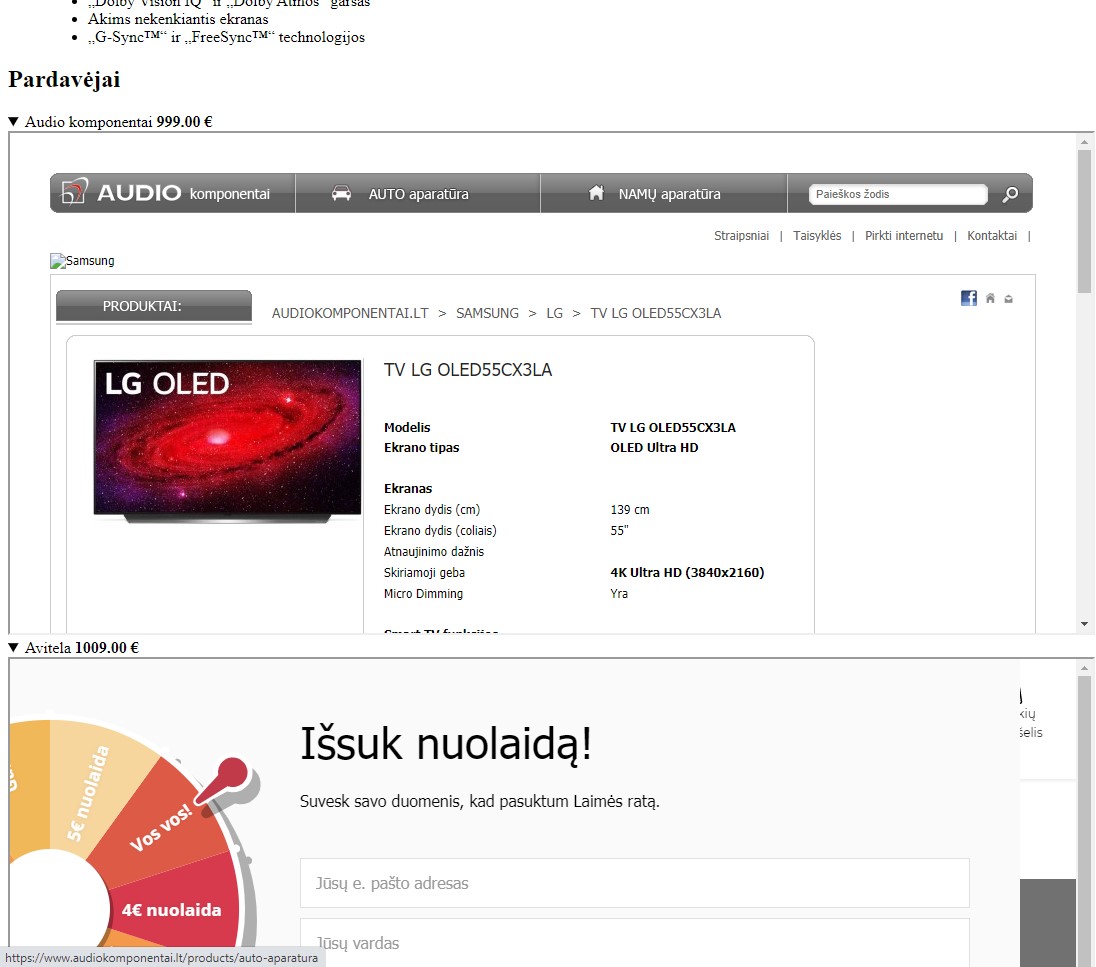 „Dolby Vision IQ“ ir „Dolby Atmos“ garsas
Akims nekenkiantis ekranas
„G-Sync™“ ir „FreeSync™“ technologijos
Pardavėjai
▼ Audio komponentai 999.00 €
AUDIO komponentai
AUTO aparatūra
NAMŲ aparatūra
Paieškos žodis
Straipsniai | Taisyklės | Pirkti internetu | Kontaktai |
Samsung
PRODUKTAI:
AUDIOKOMPONENTAI.LT > SAMSUNG > LG > TV LG OLED55CX3LA
LG OLED
TV LG OLED55CX3LA
Modelis TV LG OLED55CX3LA
Ekrano tipas OLED Ultra HD
Ekranas
Ekrano dydis (cm) 139 cm
Ekrano dydis (coliais) 55"
Atnaujinimo dažnis
Skiriamoji geba 4K Ultra HD (3840x2160)
Micro Dimming Yra
Smart TV funkcijos
▼ Avitela 1009.00 €
Išsuk nuolaidą!
Suvesk savo duomenis, kad pasuktum Laimės ratą.
5€ nuolaida
Vos vos!
4€ nuolaida
Jūsų e. pašto adresas
Jūsų vardas
https://www.audiokomponentai.lt/products/auto-aparatura